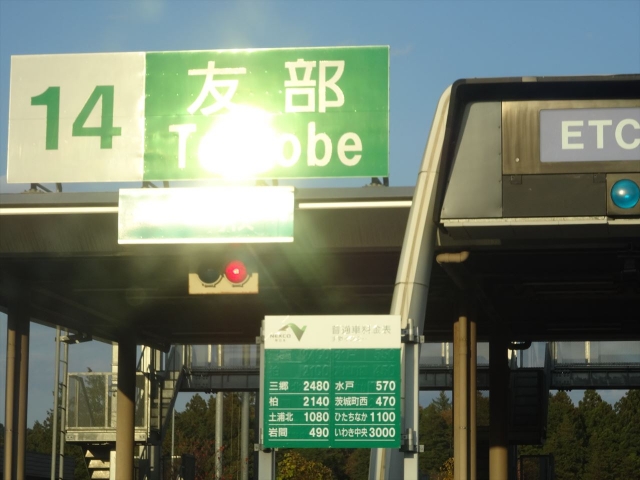 14
友部
ETC
三郷 2480 水戸 570
柏 2140 茨城町西 470
土浦北 1080 ひたちなか 1100
岩間 490 いわき中央 3000